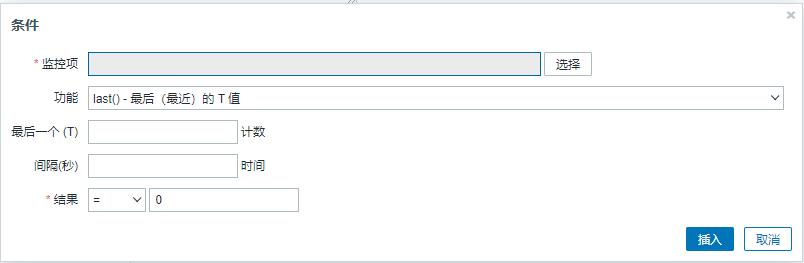 条件
* 监控项 选择
功能 last() - 最后（最近）的 T 值
最后一个 (T) 计数
间隔(秒) 时间
* 结果 = 0
插入 取消